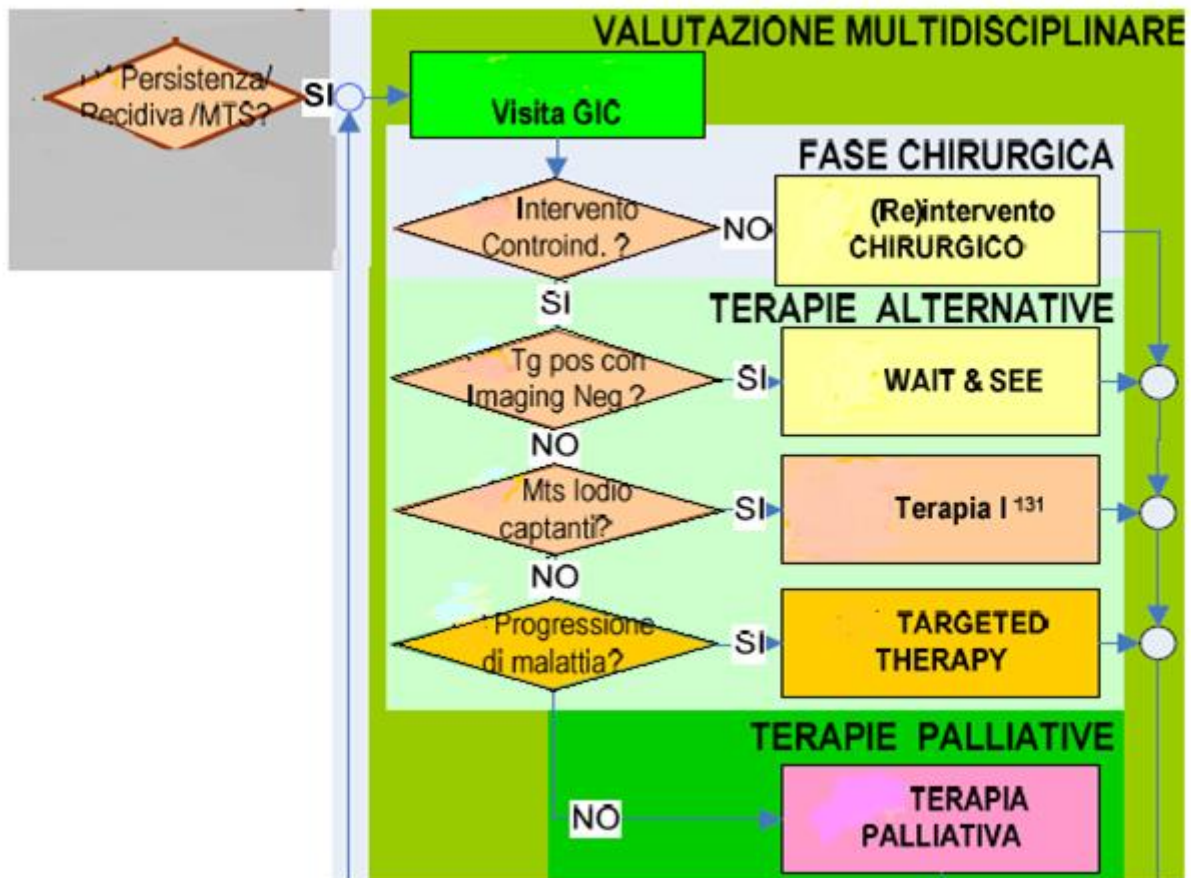 VALUTAZIONE MULTIDISCIPLINARE
Persistenza/
Recidiva /MTS?
SI
Visita GIC
FASE CHIRURGICA
Intervento
Controind. ?
NO
(Re)intervento
CHIRURGICO
SI
TERAPIE ALTERNATIVE
Tg pos con
Imaging Neg ?
SI
WAIT & SEE
NO
Mts Iodio
captanti?
SI
Terapia I 131
NO
Progressione
di malattia?
SI
TARGETED
THERAPY
TERAPIE PALLIATIVE
NO
TERAPIA
PALLIATIVA